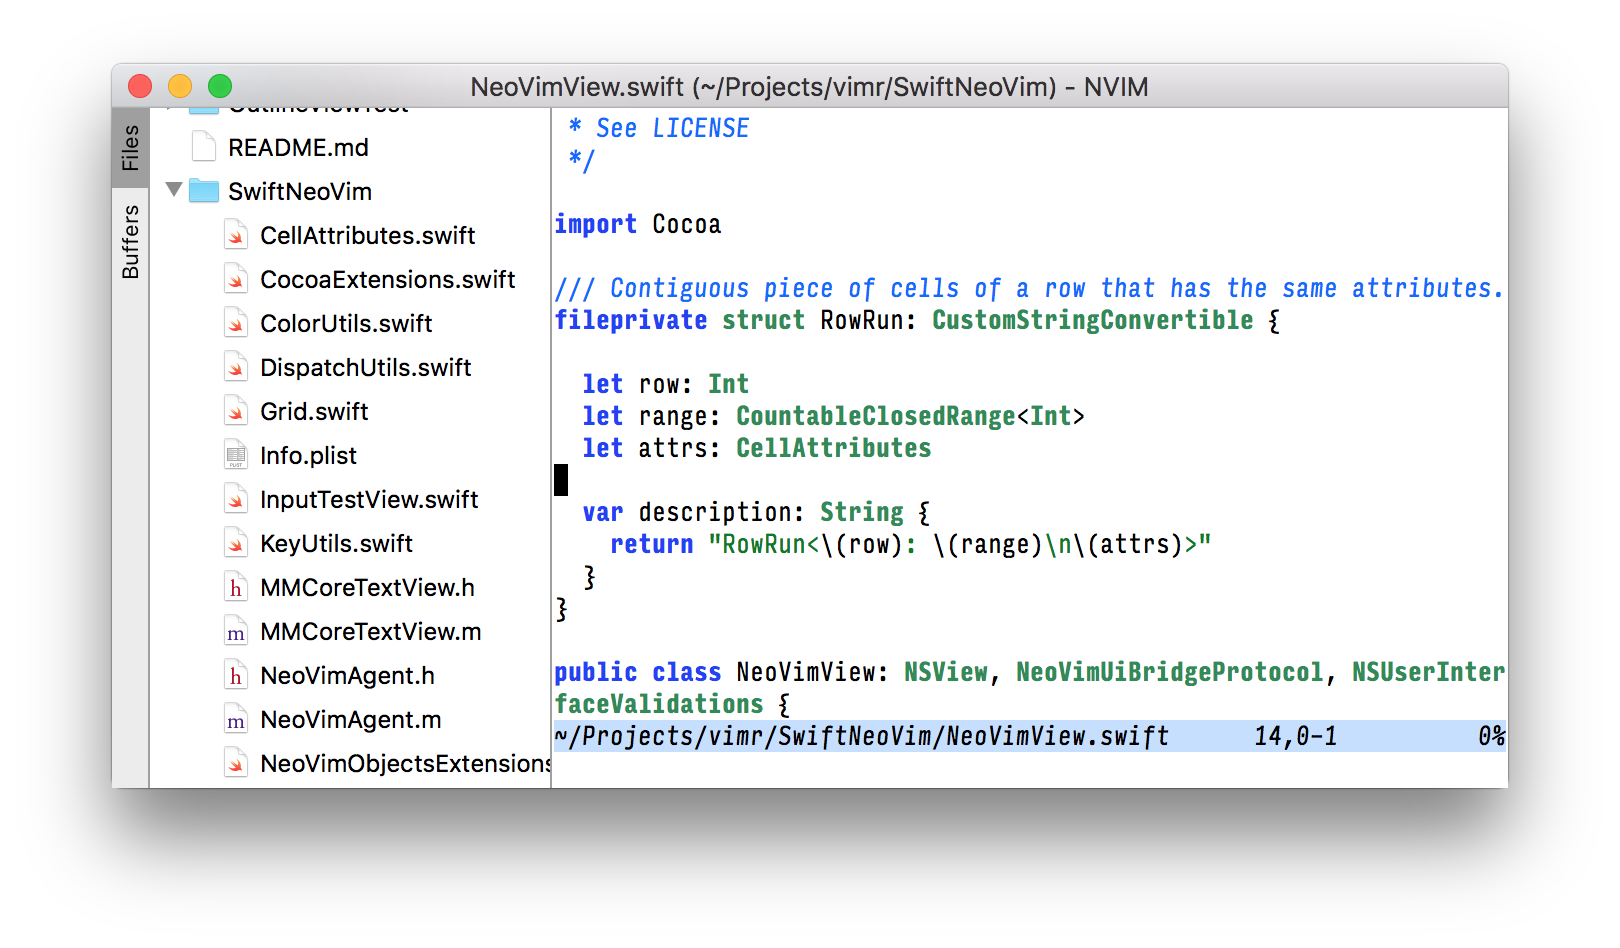 NeoVimView.swift (~/Projects/vimr/SwiftNeoVim) - NVIM
Files
Buffers
OutlineViewTest
README.md
SwiftNeoVim
CellAttributes.swift
CocoaExtensions.swift
ColorUtils.swift
DispatchUtils.swift
Grid.swift
PLIST
Info.plist
InputTestView.swift
KeyUtils.swift
h MMCoreTextView.h
m MMCoreTextView.m
h NeoVimAgent.h
m NeoVimAgent.m
NeoVimObjectsExtensions
* See LICENSE
*/
import Cocoa
/// Contiguous piece of cells of a row that has the same attributes.
fileprivate struct RowRun: CustomStringConvertible {
let row: Int
let range: CountableClosedRange<Int>
let attrs: CellAttributes
var description: String {
return "RowRun<\(row): \(range)\n\(attrs)>"
}
}
public class NeoVimView: NSView, NeoVimUiBridgeProtocol, NSUserInter
faceValidations {
~/Projects/vimr/SwiftNeoVim/NeoVimView.swift 14,0-1 0%